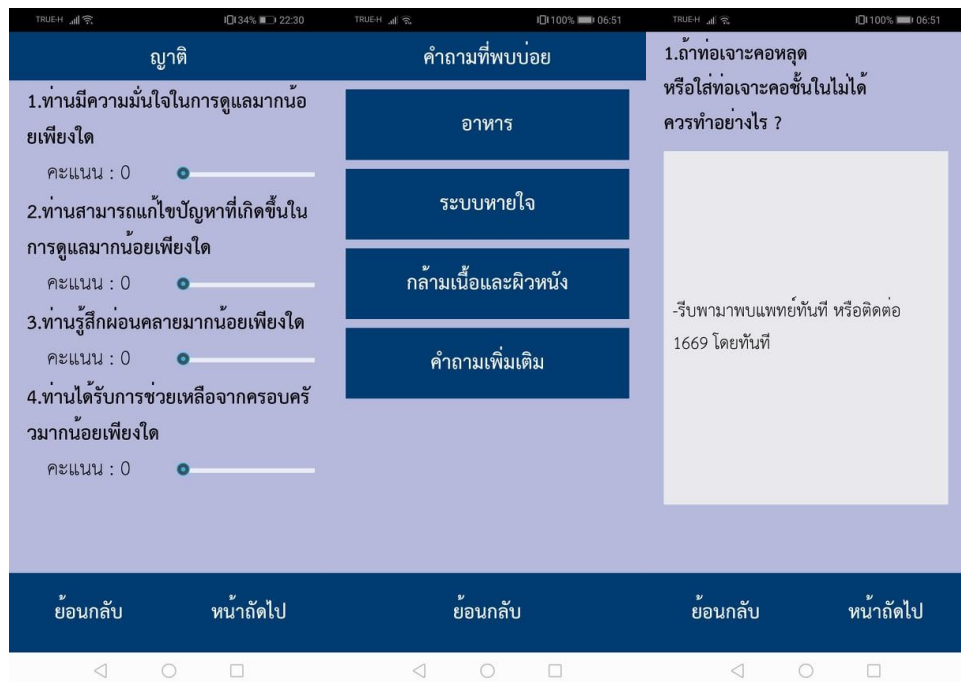 TRUE-H 34% 22:30
ญาติ
1.ท่านมีความมั่นใจในการดูแลมากน้อ
ยเพียงใด
คะแนน : 0
2.ท่านสามารถแก้ไขปัญหาที่เกิดขึ้นใน
การดูแลมากน้อยเพียงใด
คะแนน : 0
3.ท่านรู้สึกผ่อนคลายมากน้อยเพียงใด
คะแนน : 0
4.ท่านได้รับการช่วยเหลือจากครอบครั
วมากน้อยเพียงใด
คะแนน : 0
ย้อนกลับ หน้าถัดไป
TRUE-H 100% 06:51
คำถามที่พบบ่อย
อาหาร
ระบบหายใจ
กล้ามเนื้อและผิวหนัง
คำถามเพิ่มเติม
ย้อนกลับ
TRUE-H 100% 06:51
1.ถ้าท่อเจาะคอหลุด
หรือใส่ท่อเจาะคอชั้นในไม่ได้
ควรทำอย่างไร ?
-รีบพามาพบแพทย์ทันที หรือติดต่อ
1669 โดยทันที
ย้อนกลับ หน้าถัดไป